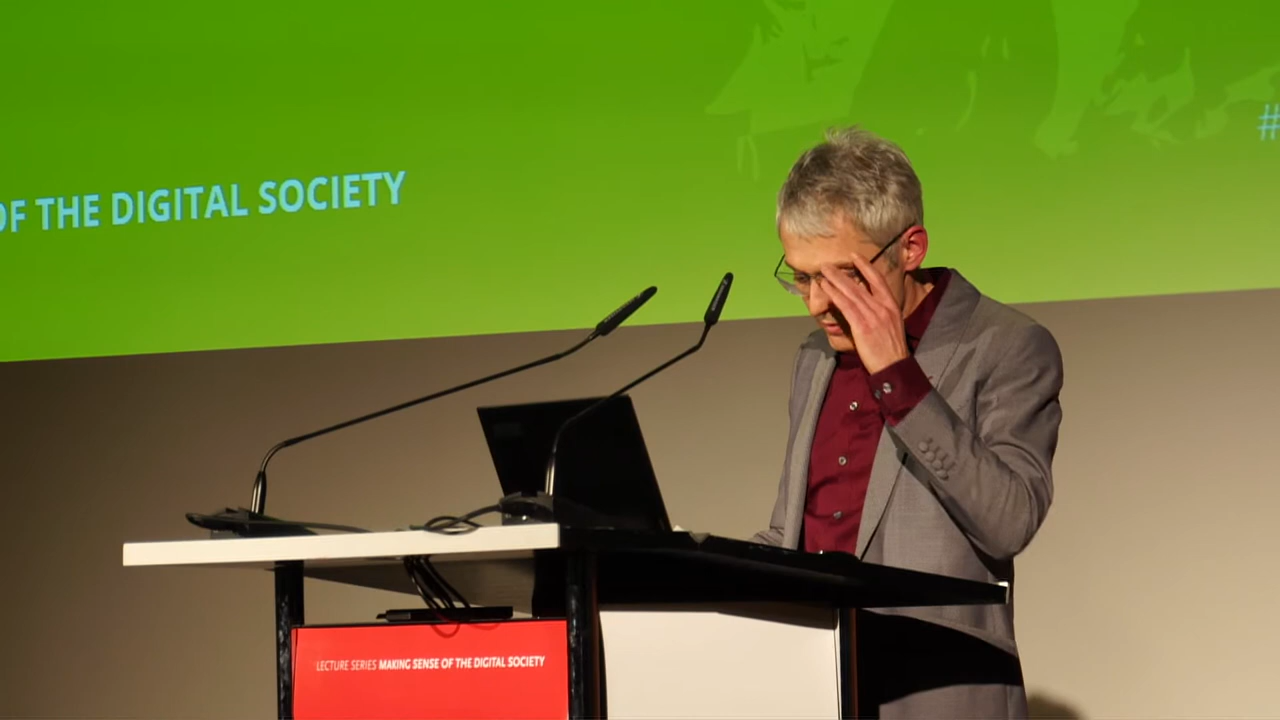 OF THE DIGITAL SOCIETY
#
LECTURE SERIES MAKING SENSE OF THE DIGITAL SOCIETY